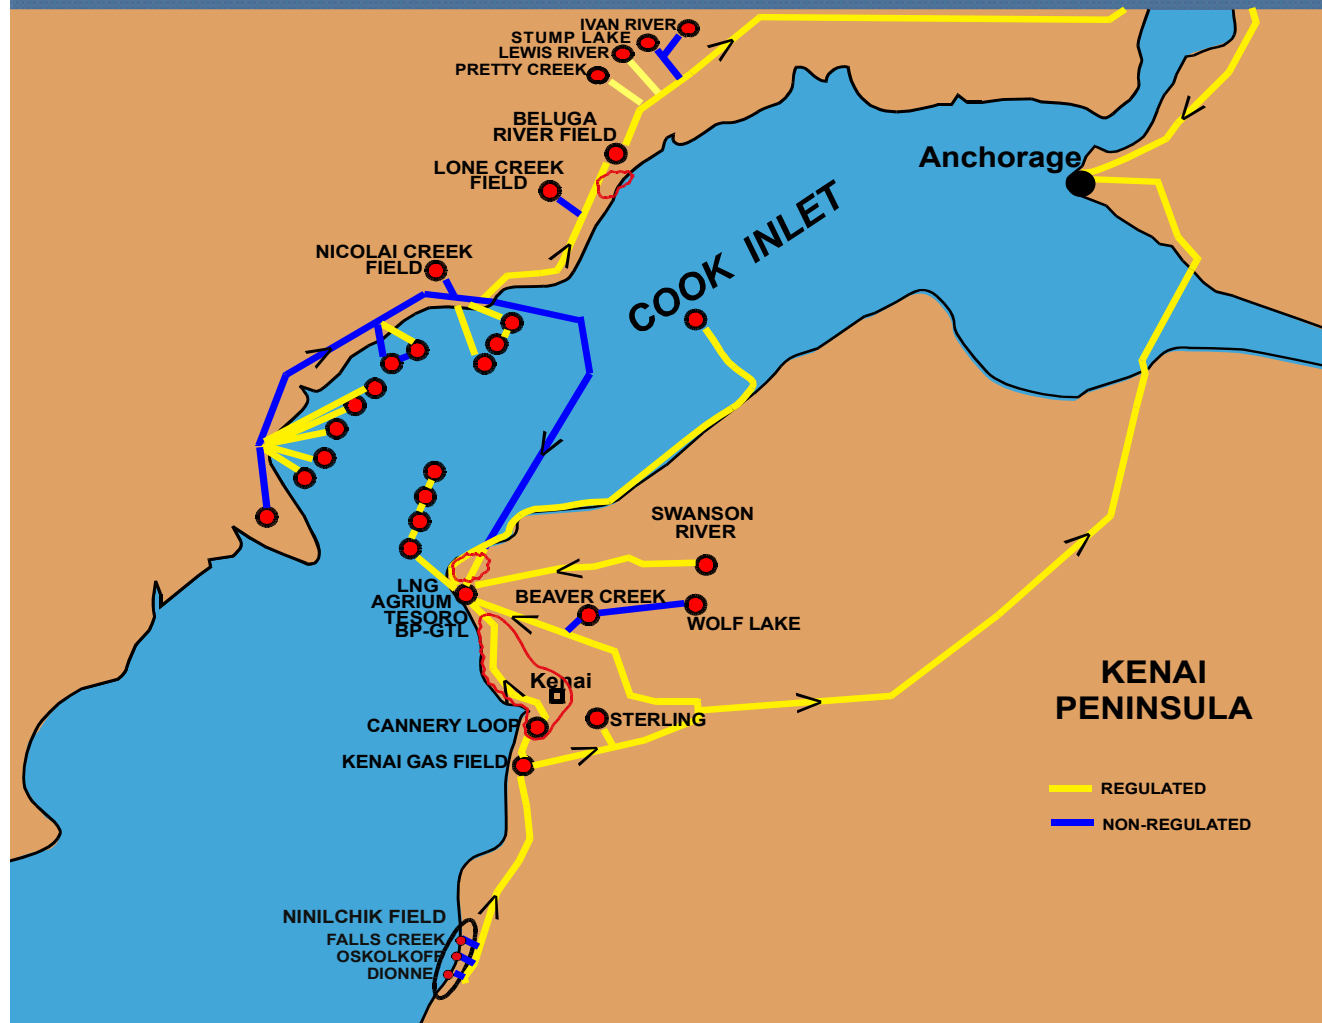 IVAN RIVER
STUMP LAKE
LEWIS RIVER
PRETTY CREEK
BELUGA
RIVER FIELD
LONE CREEK
FIELD
Anchorage
COOK INLET
NICOLAI CREEK
FIELD
SWANSON
RIVER
LNG
AGRIUM
TESORO
BP-GTL
BEAVER CREEK
WOLF LAKE
Kenai
KENAI
PENINSULA
CANNERY LOOP
STERLING
KENAI GAS FIELD
REGULATED
NON-REGULATED
NINILCHIK FIELD
FALLS CREEK
OSKOLKOFF
DIONNE